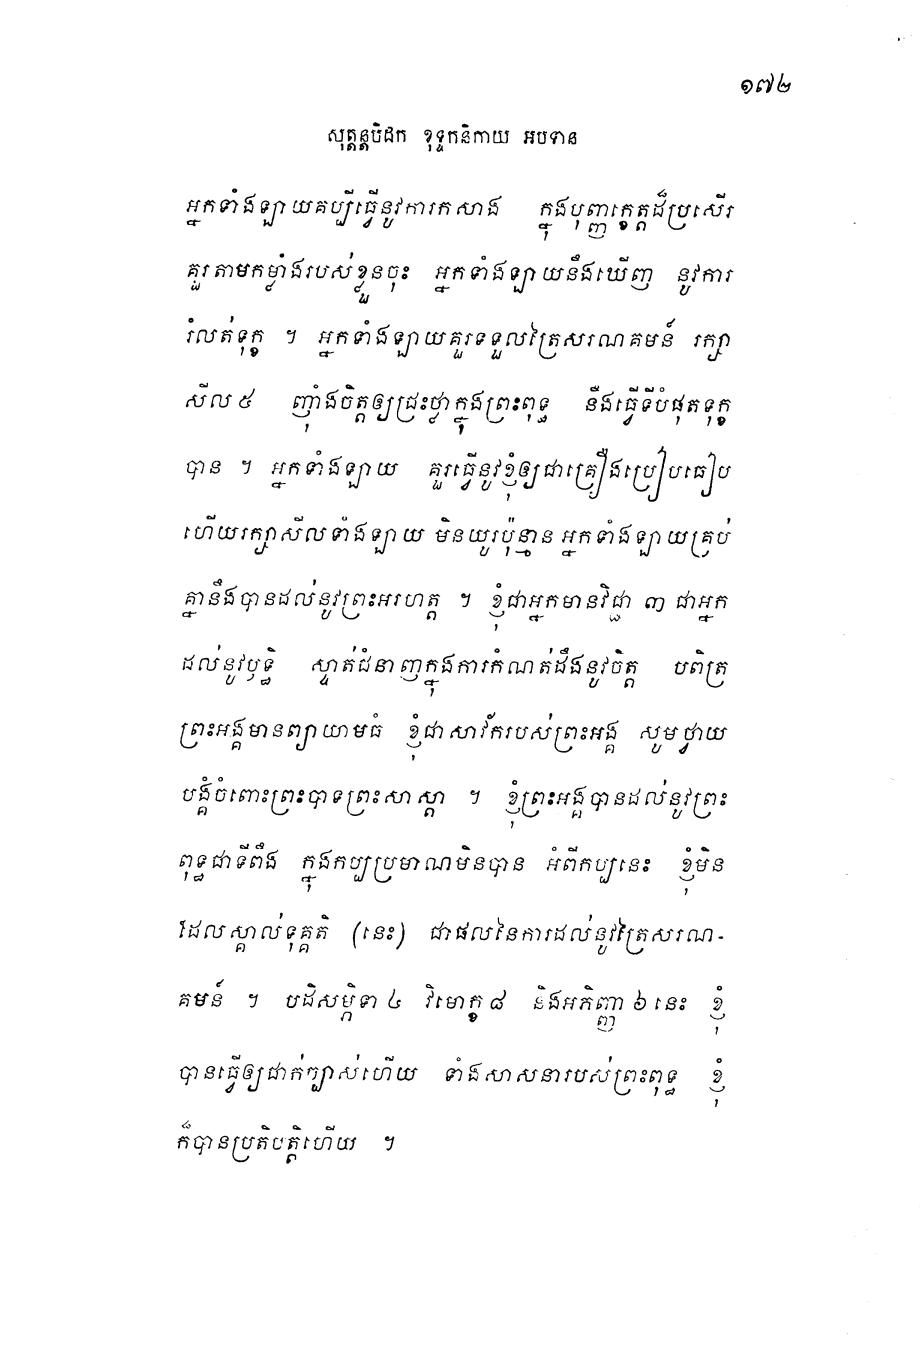 ១៧២
សុត្តន្តបិដក ខុទ្ទកនិកាយ អបទាន
អ្នកទាំងឡាយគប្បីធ្វើនូវការកសាង ក្នុងបុញ្ញក្ខេត្តដ៏ប្រសើរ
គួរតាមកម្លាំងរបស់ខ្លួនចុះ អ្នកទាំងឡាយនឹងឃើញ នូវការ
រំលត់ទុក្ខ ។ អ្នកទាំងឡាយគួរទទួលត្រៃសរណគមន៍ រក្សា
សីល ៥ ញុំាងចិត្តឲ្យជ្រះថ្លាក្នុងព្រះពុទ្ធ នឹងធ្វើទីបំផុតទុក្ខ
បាន ។ អ្នកទាំងឡាយ គួរធ្វើនូវខ្ញុំឲ្យជាគ្រឿងប្រៀបធៀប
ហើយរក្សាសីលទាំងឡាយ មិនយូរប៉ុន្មាន អ្នកទាំងឡាយគ្រប់
គ្នានឹងបានដល់នូវព្រះអរហត្ត ។ ខ្ញុំជាអ្នកមានវិជ្ជា ៣ ជាអ្នក
ដល់នូវឫទ្ធិ ស្ទាត់ជំនាញក្នុងការកំណត់ដឹងនូវចិត្ត បពិត្រ
ព្រះអង្គមានព្យាយាមធំ ខ្ញុំជាសាវ័ករបស់ព្រះអង្គ សូមថ្វាយ
បង្គំចំពោះព្រះបាទព្រះសាស្តា ។ ខ្ញុំព្រះអង្គបានដល់នូវព្រះ
ពុទ្ធជាទីពឹង ក្នុងកប្បប្រមាណមិនបាន អំពីកប្បនេះ ខ្ញុំមិន
ដែលស្គាល់ទុគ្គតិ (នេះ) ជាផលនៃការដល់នូវត្រៃសរណ-
គមន៍ ។ បដិសម្ភិទា ៤ វិមោក្ខ ៨ និងអភិញ្ញា ៦ នេះ ខ្ញុំ
បានធ្វើឲ្យជាក់ច្បាស់ហើយ ទាំងសាសនារបស់ព្រះពុទ្ធ ខ្ញុំ
ក៏បានប្រតិបត្តិហើយ ។